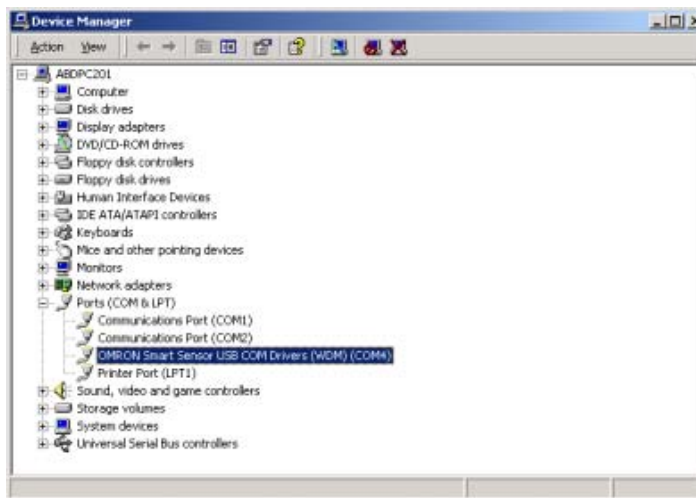 Device Manager
Action View
ABDPC201
Computer
Disk drives
Display adapters
DVD/CD-ROM drives
Floppy disk controllers
Floppy disk drives
Human Interface Devices
IDE ATA/ATAPI controllers
Keyboards
Mice and other pointing devices
Monitors
Network adapters
Ports (COM & LPT)
Communications Port (COM1)
Communications Port (COM2)
OMRON Smart Sensor USB COM Drivers (WDM) (COM4)
Printer Port (LPT1)
Sound, video and game controllers
Storage volumes
System devices
Universal Serial Bus controllers